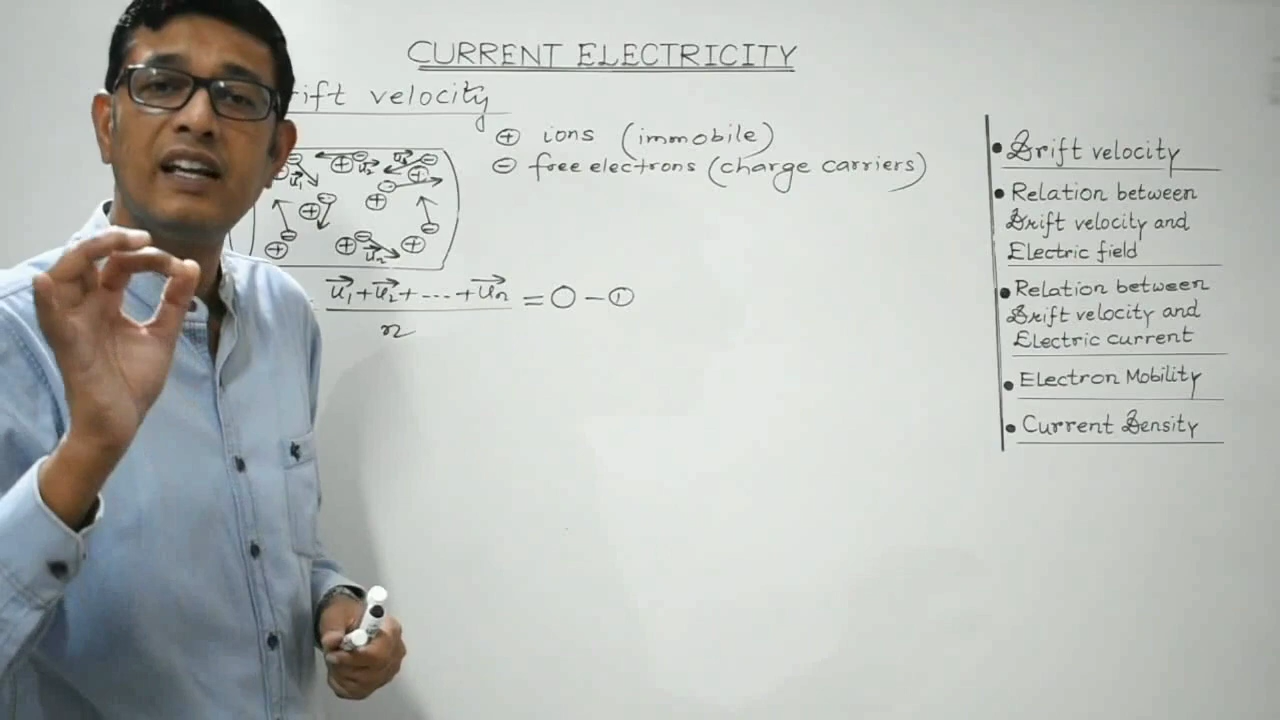 CURRENT ELECTRICITY
rift velocity
⊕ ions (immobile)
⊖ free electrons (charge carriers)
u⃗₁ + u⃗₂ + .... + u⃗n = 0 - ①
n
• Drift velocity
• Relation between
Drift velocity and
Electric field
• Relation between
Drift velocity and
Electric current
• Electron Mobility
• Current Density